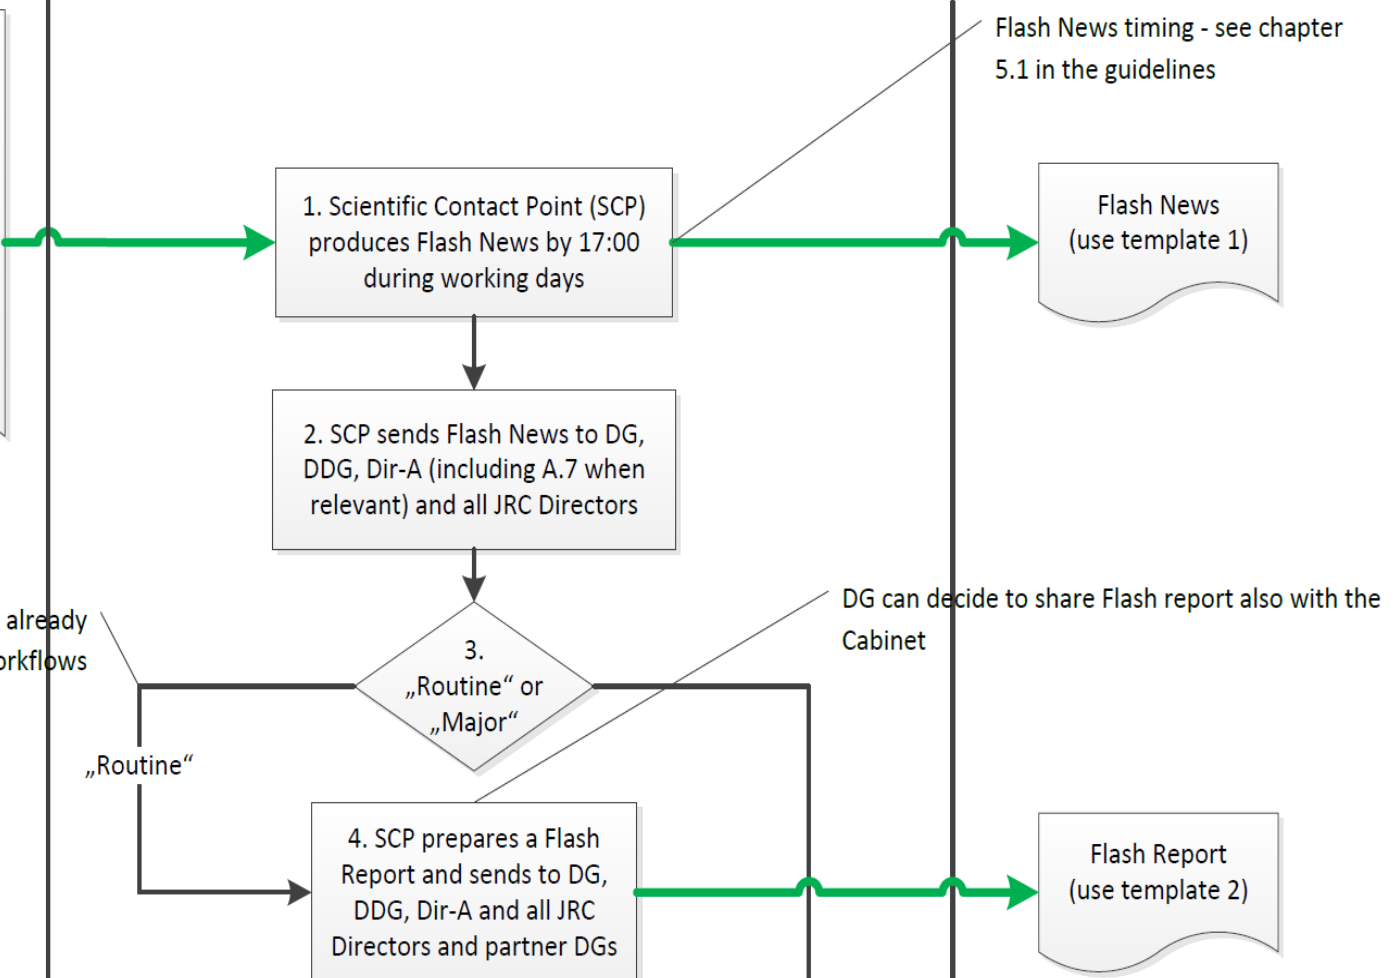 Flash News timing - see chapter
5.1 in the guidelines
1. Scientific Contact Point (SCP)
produces Flash News by 17:00
during working days
Flash News
(use template 1)
2. SCP sends Flash News to DG,
DDG, Dir-A (including A.7 when
relevant) and all JRC Directors
DG can decide to share Flash report also with the
Cabinet
already
orkflows
3.
„Routine“ or
„Major“
„Routine“
4. SCP prepares a Flash
Report and sends to DG,
DDG, Dir-A and all JRC
Directors and partner DGs
Flash Report
(use template 2)